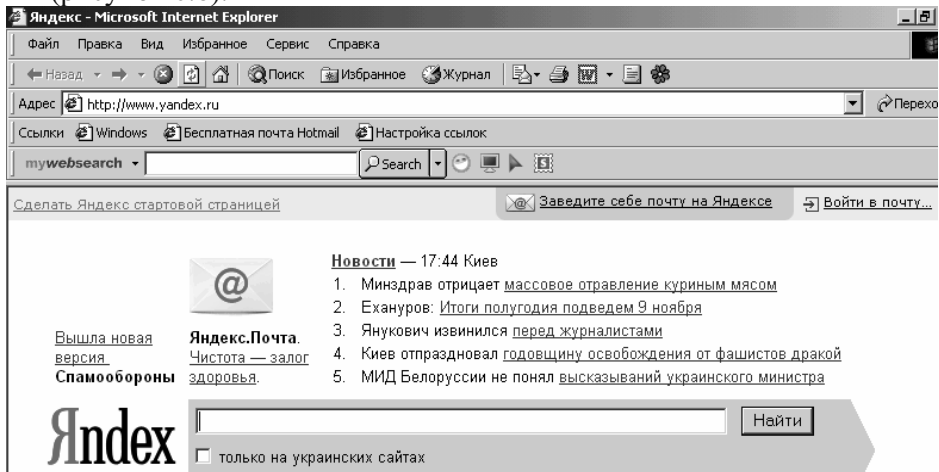 Яндекс - Microsoft Internet Explorer
Файл Правка Вид Избранное Сервис Справка
Назад Поиск Избранное Журнал
Адрес http://www.yandex.ru Перехо
Ссылки Windows Бесплатная почта Hotmail Настройка ссылок
mywebsearch Search
Сделать Яндекс стартовой страницей Заведите себе почту на Яндексе Войти в почту...
Новости — 17:44 Киев
1. Минздрав отрицает массовое отравление куриным мясом
2. Ехануров: Итоги полугодия подведем 9 ноября
3. Янукович извинился перед журналистами
4. Киев отпраздновал годовщину освобождения от фашистов дракой
5. МИД Белоруссии не понял высказываний украинского министра
Вышла новая версия Спамообороны
Яндекс.Почта. Чистота — залог здоровья.
Яndex Найти
только на украинских сайтах